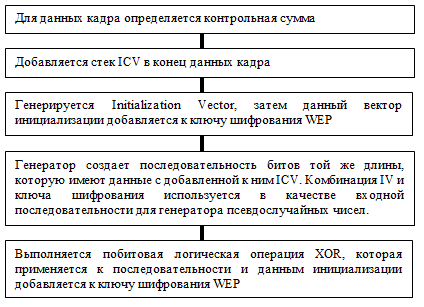 Для данных кадра определяется контрольная сумма
Добавляется стек ICV в конец данных кадра
Генерируется Initialization Vector, затем данный вектор
инициализации добавляется к ключу шифрования WEP
Генератор создает последовательность битов той же длины,
которую имеют данные с добавленной к ним ICV. Комбинация IV и
ключа шифрования используется в качестве входной
последовательности для генератора псевдослучайных чисел.
Выполняется побитовая логическая операция XOR, которая
применяется к последовательности и данным инициализации
добавляется к ключу шифрования WEP